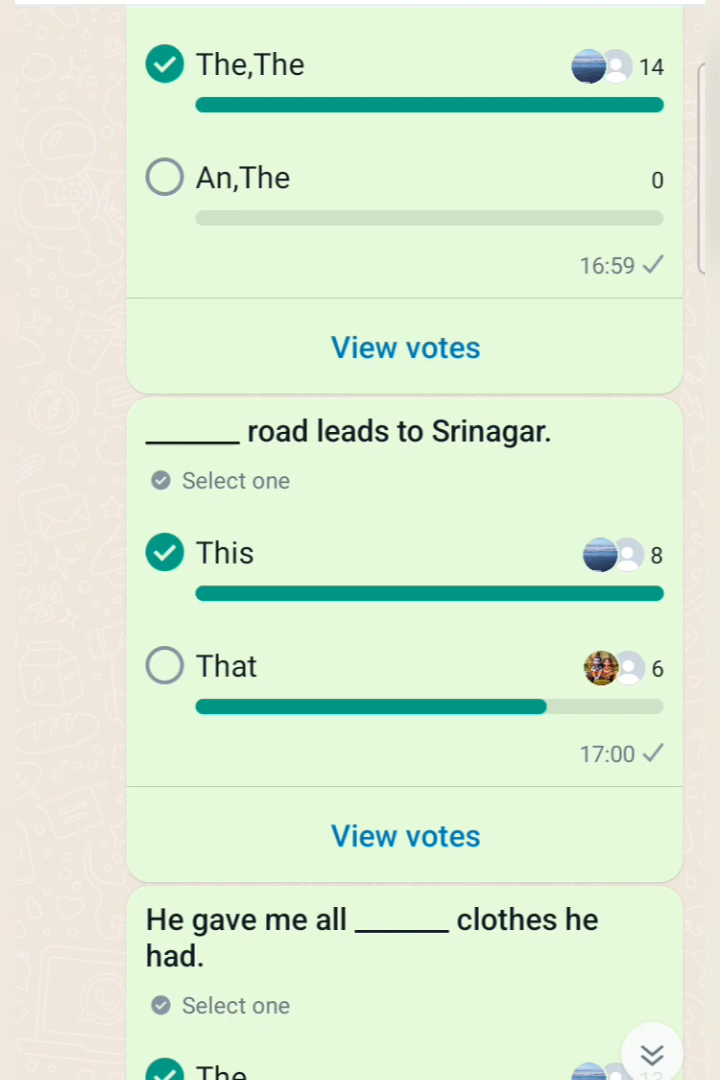 The,The 14
An,The 0
16:59
View votes
______ road leads to Srinagar.
Select one
This 8
That 6
17:00
View votes
He gave me all ______ clothes he
had.
Select one
The 13